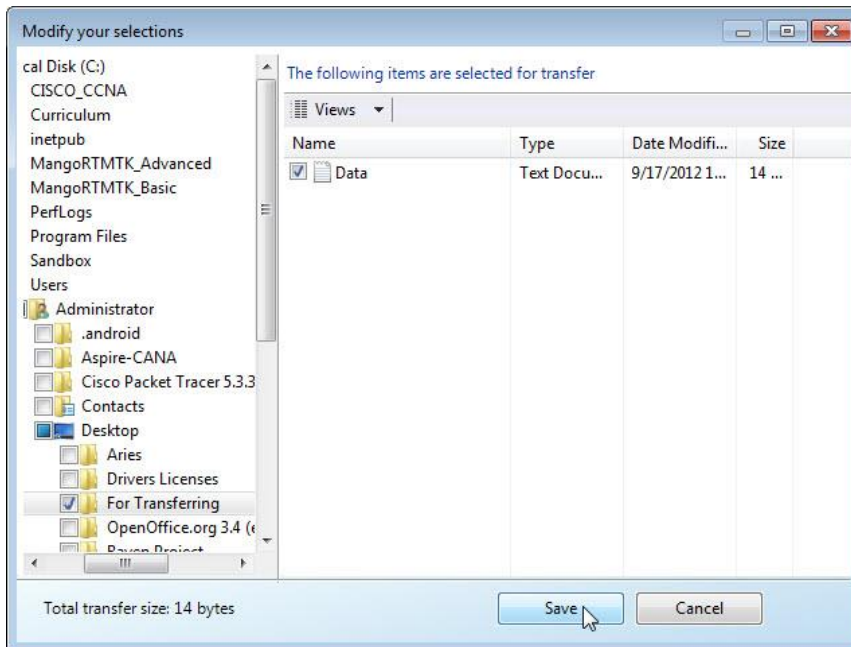 Modify your selections
cal Disk (C:)
CISCO_CCNA
Curriculum
inetpub
MangoRTMTK_Advanced
MangoRTMTK_Basic
PerfLogs
Program Files
Sandbox
Users
Administrator
.android
Aspire-CANA
Cisco Packet Tracer 5.3.3
Contacts
Desktop
Aries
Drivers Licenses
For Transferring
OpenOffice.org 3.4 (e
Raven Project
The following items are selected for transfer
Views
Name Type Date Modifi... Size
Data Text Docu... 9/17/2012 1... 14 ...
Total transfer size: 14 bytes
Save Cancel